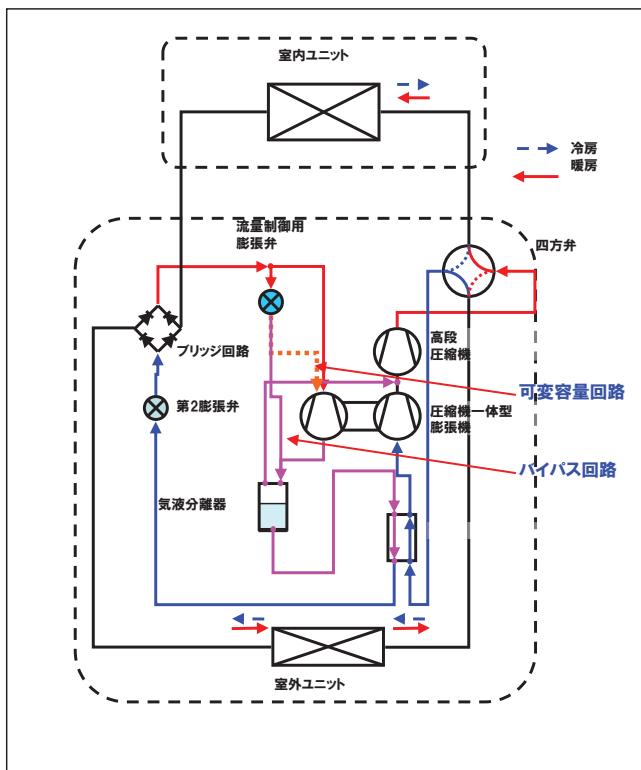 室内ユニット
冷房
暖房
流量制御用
膨張弁
四方弁
高段
圧縮機
ブリッジ回路
可変容量回路
第2膨張弁
圧縮機一体型
膨張機
バイパス回路
気液分離器
室外ユニット